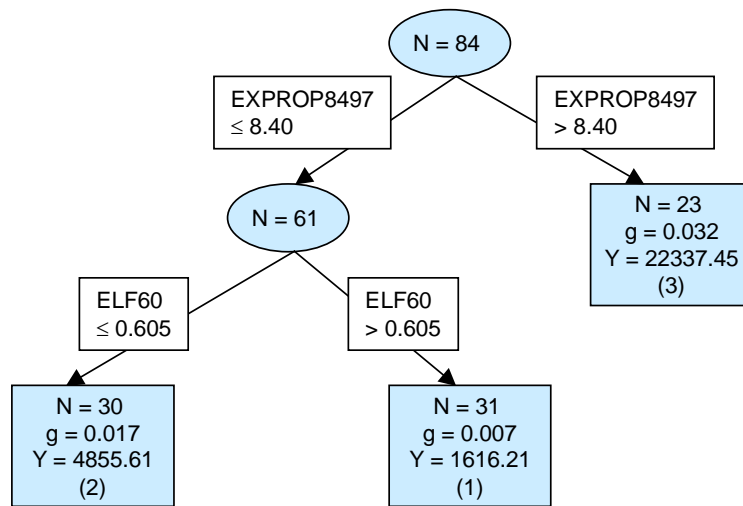 N = 84
EXPROP8497
≤ 8.40
EXPROP8497
> 8.40
N = 61
N = 23
g = 0.032
Y = 22337.45
(3)
ELF60
≤ 0.605
ELF60
> 0.605
N = 30
g = 0.017
Y = 4855.61
(2)
N = 31
g = 0.007
Y = 1616.21
(1)